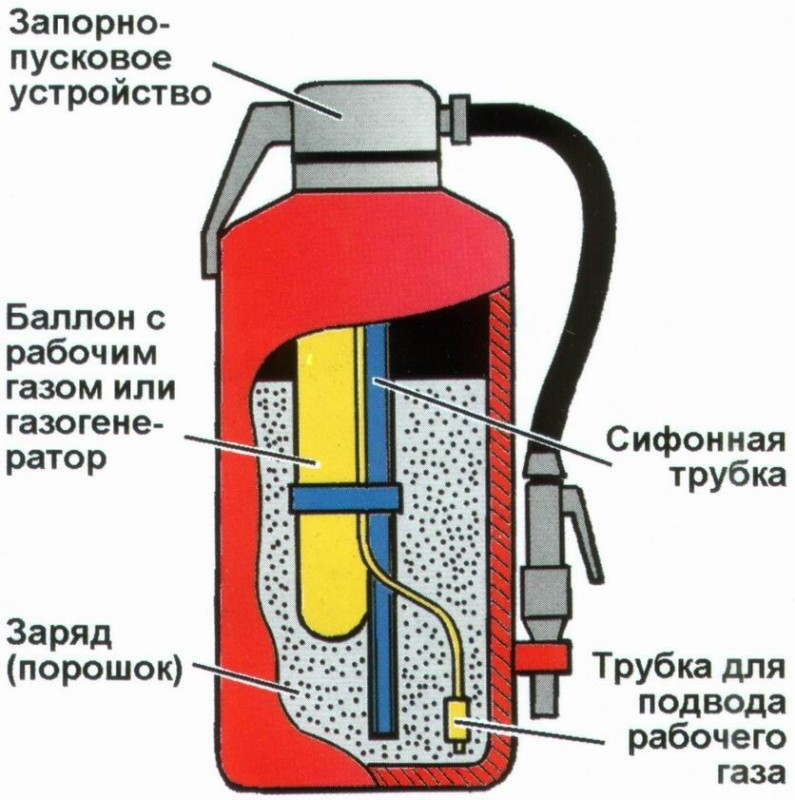 Запорно-
пусковое
устройство
Баллон с
рабочим
газом или
газогене-
ратор
Сифонная
трубка
Заряд
(порошок)
Трубка для
подвода
рабочего
газа